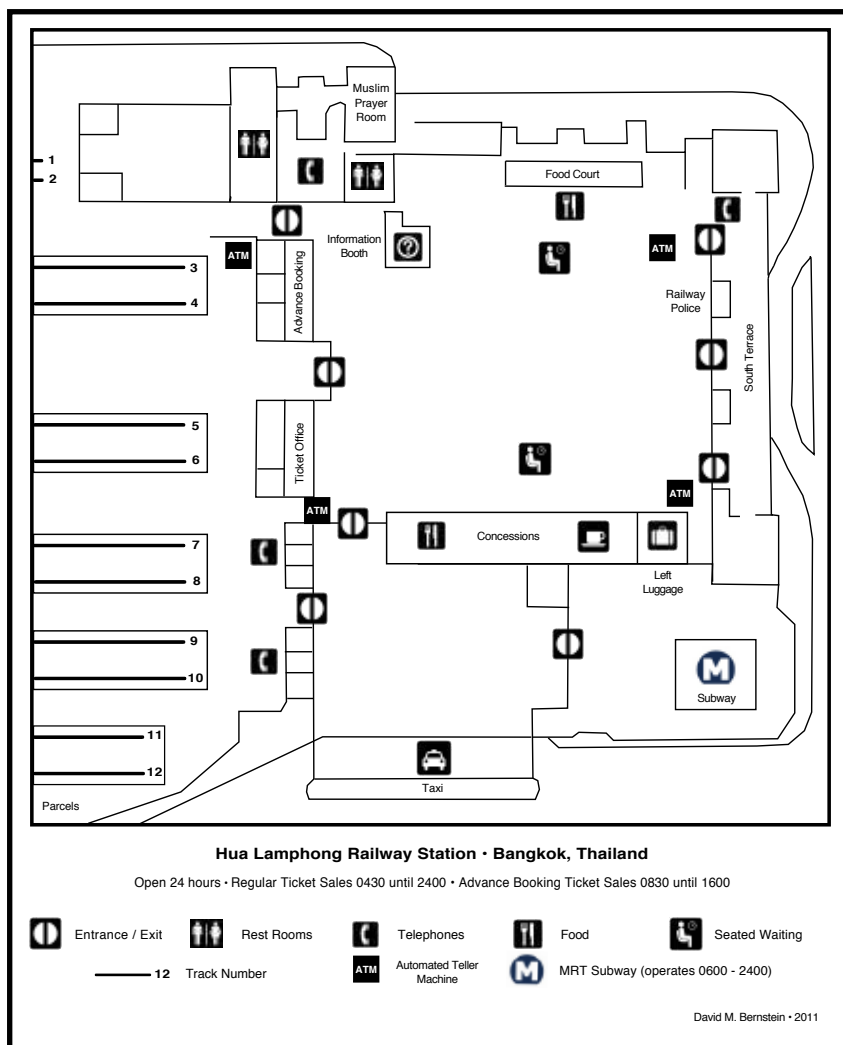 Muslim
Prayer
Room
1
2
Food Court
Information
Booth
ATM
ATM
3
4
Advance Booking
Railway
Police
South Terrace
5
6
Ticket Office
ATM
ATM
7
8
Concessions
Left
Luggage
9
10
M
Subway
11
12
Taxi
Parcels
Hua Lamphong Railway Station • Bangkok, Thailand
Open 24 hours • Regular Ticket Sales 0430 until 2400 • Advance Booking Ticket Sales 0830 until 1600
Entrance / Exit
Rest Rooms
Telephones
Food
Seated Waiting
12 Track Number
ATM Automated Teller
Machine
M MRT Subway (operates 0600 - 2400)
David M. Bernstein • 2011